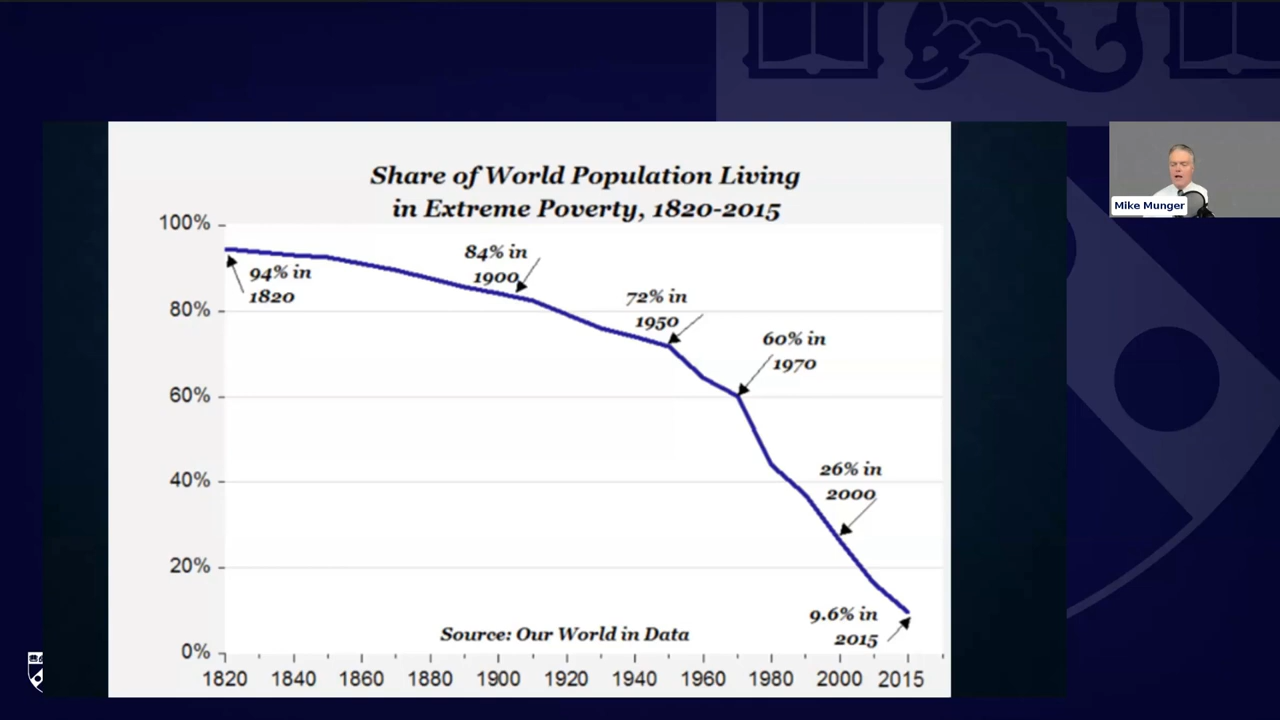 Share of World Population Living
in Extreme Poverty, 1820-2015
100%
80%
60%
40%
20%
0%
94% in
1820
84% in
1900
72% in
1950
60% in
1970
26% in
2000
9.6% in
2015
Source: Our World in Data
1820 1840 1860 1880 1900 1920 1940 1960 1980 2000 2015
Mike Munger